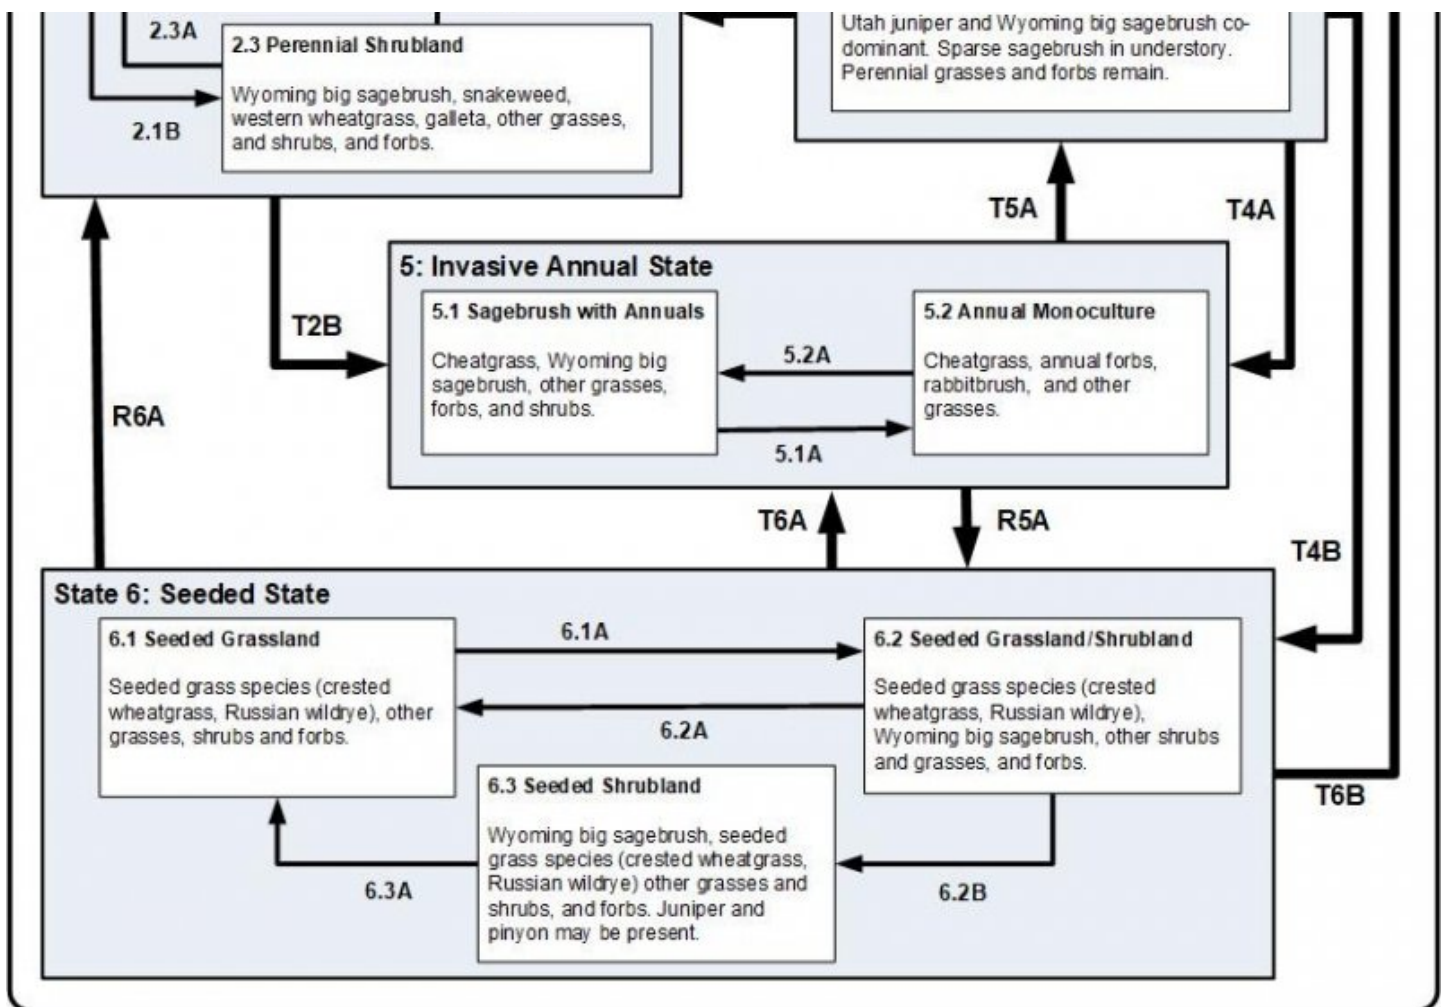 2.3A
2.3 Perennial Shrubland
Wyoming big sagebrush, snakeweed,
western wheatgrass, galleta, other grasses,
and shrubs, and forbs.
2.1B
Utah juniper and Wyoming big sagebrush co-
dominant. Sparse sagebrush in understory.
Perennial grasses and forbs remain.
T5A
T4A
5: Invasive Annual State
5.1 Sagebrush with Annuals
Cheatgrass, Wyoming big
sagebrush, other grasses,
forbs, and shrubs.
5.2A
5.1A
5.2 Annual Monoculture
Cheatgrass, annual forbs,
rabbitbrush, and other
grasses.
T2B
R6A
T6A
R5A
T4B
State 6: Seeded State
6.1 Seeded Grassland
Seeded grass species (crested
wheatgrass, Russian wildrye), other
grasses, shrubs and forbs.
6.1A
6.2A
6.2 Seeded Grassland/Shrubland
Seeded grass species (crested
wheatgrass, Russian wildrye),
Wyoming big sagebrush, other shrubs
and grasses, and forbs.
6.3 Seeded Shrubland
Wyoming big sagebrush, seeded
grass species (crested wheatgrass,
Russian wildrye) other grasses and
shrubs, and forbs. Juniper and
pinyon may be present.
6.3A
6.2B
T6B